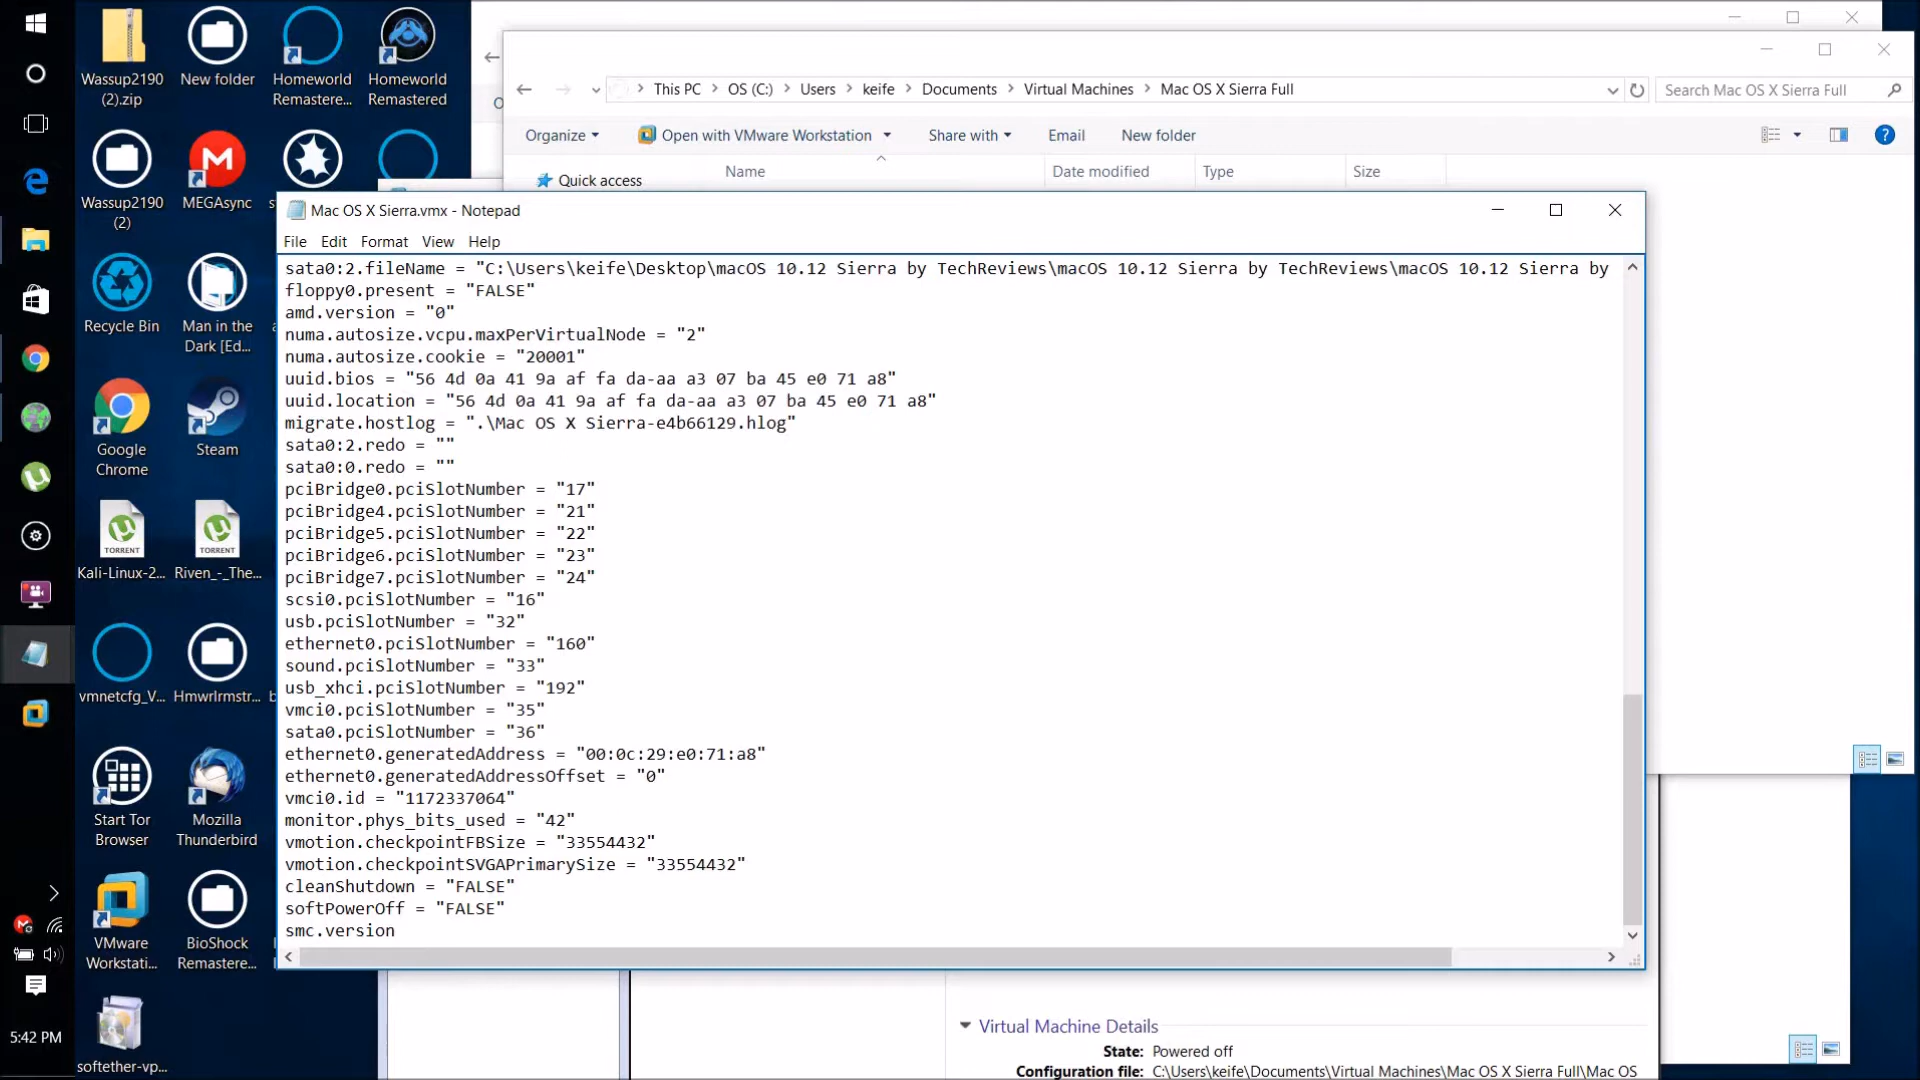 Wassup2190 (2).zip
New folder
Homeworld Remastere...
Homeworld Remastered
Wassup2190 (2)
MEGAsync
Recycle Bin
Man in the Dark [Ed...
Google Chrome
Steam
TORRENT
TORRENT
Kali-Linux-2...
Riven_-_The...
vmnetcfg_V...
Hmwrlrmstr...
Start Tor Browser
Mozilla Thunderbird
VMware Workstati...
BioShock Remastere...
softether-vp...
5:42 PM
This PC > OS (C:) > Users > keife > Documents > Virtual Machines > Mac OS X Sierra Full
Search Mac OS X Sierra Full
Organize
Open with VMware Workstation
Share with
Email
New folder
Quick access
Name
Date modified
Type
Size
Mac OS X Sierra.vmx - Notepad
File Edit Format View Help
sata0:2.fileName = "C:\Users\keife\Desktop\macOS 10.12 Sierra by TechReviews\macOS 10.12 Sierra by TechReviews\macOS 10.12 Sierra by
floppy0.present = "FALSE"
amd.version = "0"
numa.autosize.vcpu.maxPerVirtualNode = "2"
numa.autosize.cookie = "20001"
uuid.bios = "56 4d 0a 41 9a af fa da-aa a3 07 ba 45 e0 71 a8"
uuid.location = "56 4d 0a 41 9a af fa da-aa a3 07 ba 45 e0 71 a8"
migrate.hostlog = ".\Mac OS X Sierra-e4b66129.hlog"
sata0:2.redo = ""
sata0:0.redo = ""
pciBridge0.pciSlotNumber = "17"
pciBridge4.pciSlotNumber = "21"
pciBridge5.pciSlotNumber = "22"
pciBridge6.pciSlotNumber = "23"
pciBridge7.pciSlotNumber = "24"
scsi0.pciSlotNumber = "16"
usb.pciSlotNumber = "32"
ethernet0.pciSlotNumber = "160"
sound.pciSlotNumber = "33"
usb_xhci.pciSlotNumber = "192"
vmci0.pciSlotNumber = "35"
sata0.pciSlotNumber = "36"
ethernet0.generatedAddress = "00:0c:29:e0:71:a8"
ethernet0.generatedAddressOffset = "0"
vmci0.id = "1172337064"
monitor.phys_bits_used = "42"
vmotion.checkpointFBSize = "33554432"
vmotion.checkpointSVGAPrimarySize = "33554432"
cleanShutdown = "FALSE"
softPowerOff = "FALSE"
smc.version
Virtual Machine Details
State: Powered off
Configuration file: C:\Users\keife\Documents\Virtual Machines\Mac OS X Sierra Full\Mac OS